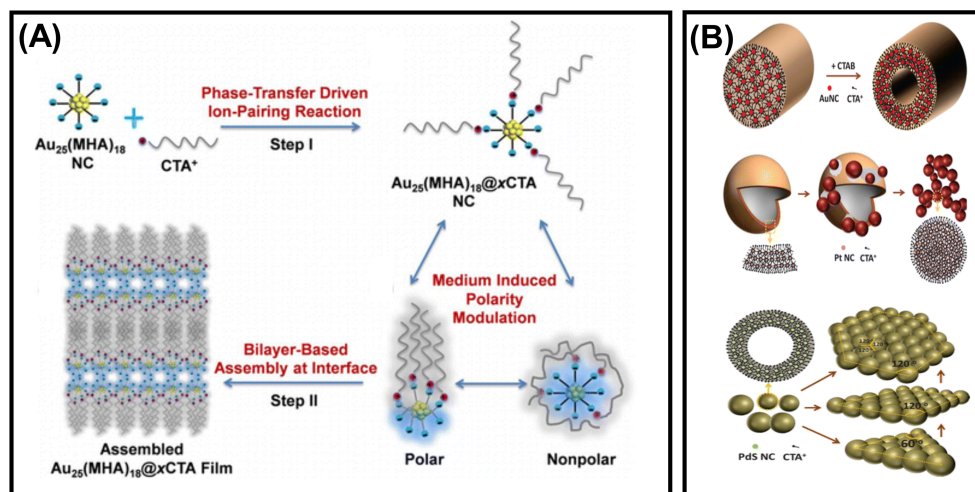 (A)
Phase-Transfer Driven
Ion-Pairing Reaction
Step I
Au25(MHA)18
NC
CTA+
Au25(MHA)18@xCTA
NC
Medium Induced
Polarity
Modulation
Bilayer-Based
Assembly at Interface
Step II
Assembled
Au25(MHA)18@xCTA Film
Polar
Nonpolar
(B)
+ CTAB
AuNC CTA+
Pt NC CTA+
120°
120°
60°
PdS NC CTA+